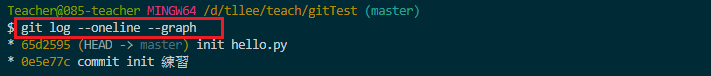 Teacher@085-teacher MINGW64 /d/tllee/teach/gitTest (master)
$ git log --oneline --graph
* 65d2595 (HEAD -> master) init hello.py
* 0e5e77c commit init 練習